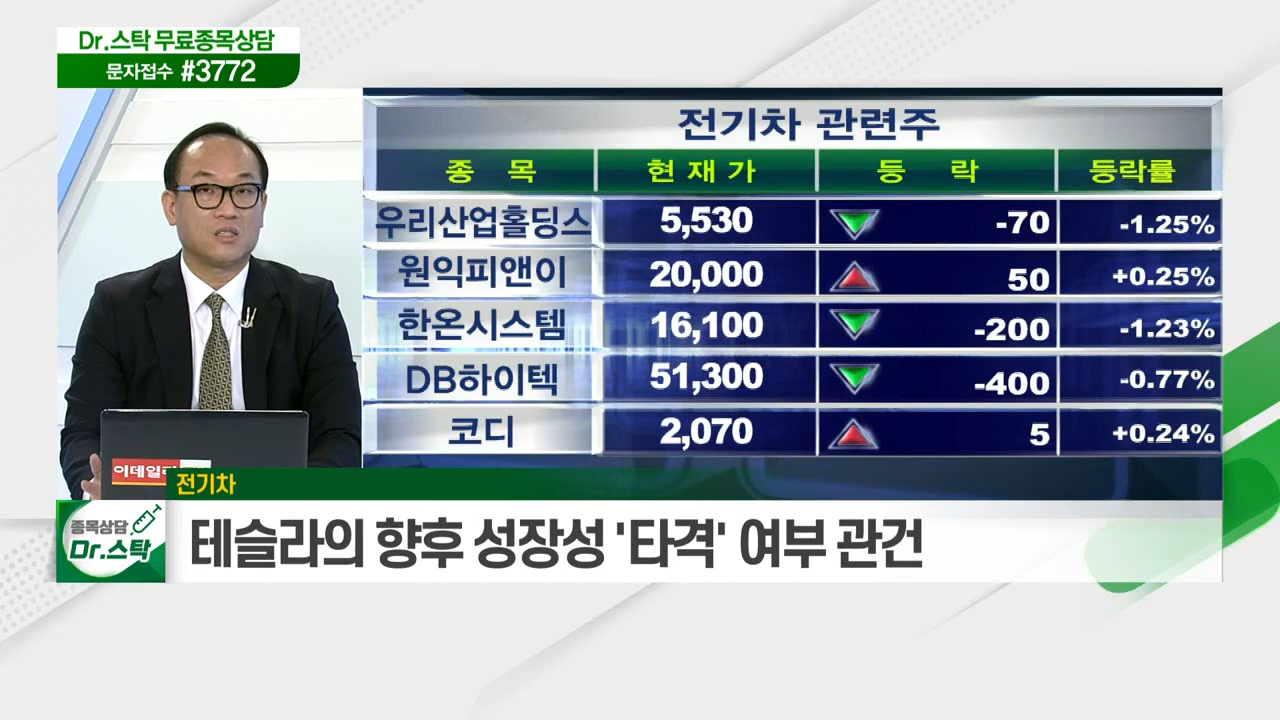 Dr.스탁 무료종목상담
문자접수 #3772
전기차 관련주
종 목 현재가 등 락 등락률
우리산업홀딩스 5,530 -70 -1.25%
원익피앤이 20,000 50 +0.25%
한온시스템 16,100 -200 -1.23%
DB하이텍 51,300 -400 -0.77%
코디 2,070 5 +0.24%
이데일리
전기차
종목상담
Dr.스탁
테슬라의 향후 성장성 '타격' 여부 관건